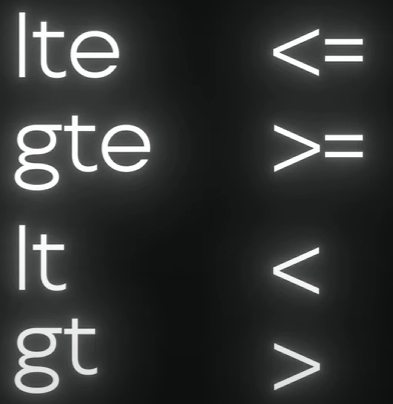 lte <=
gte >=
lt <
gt >